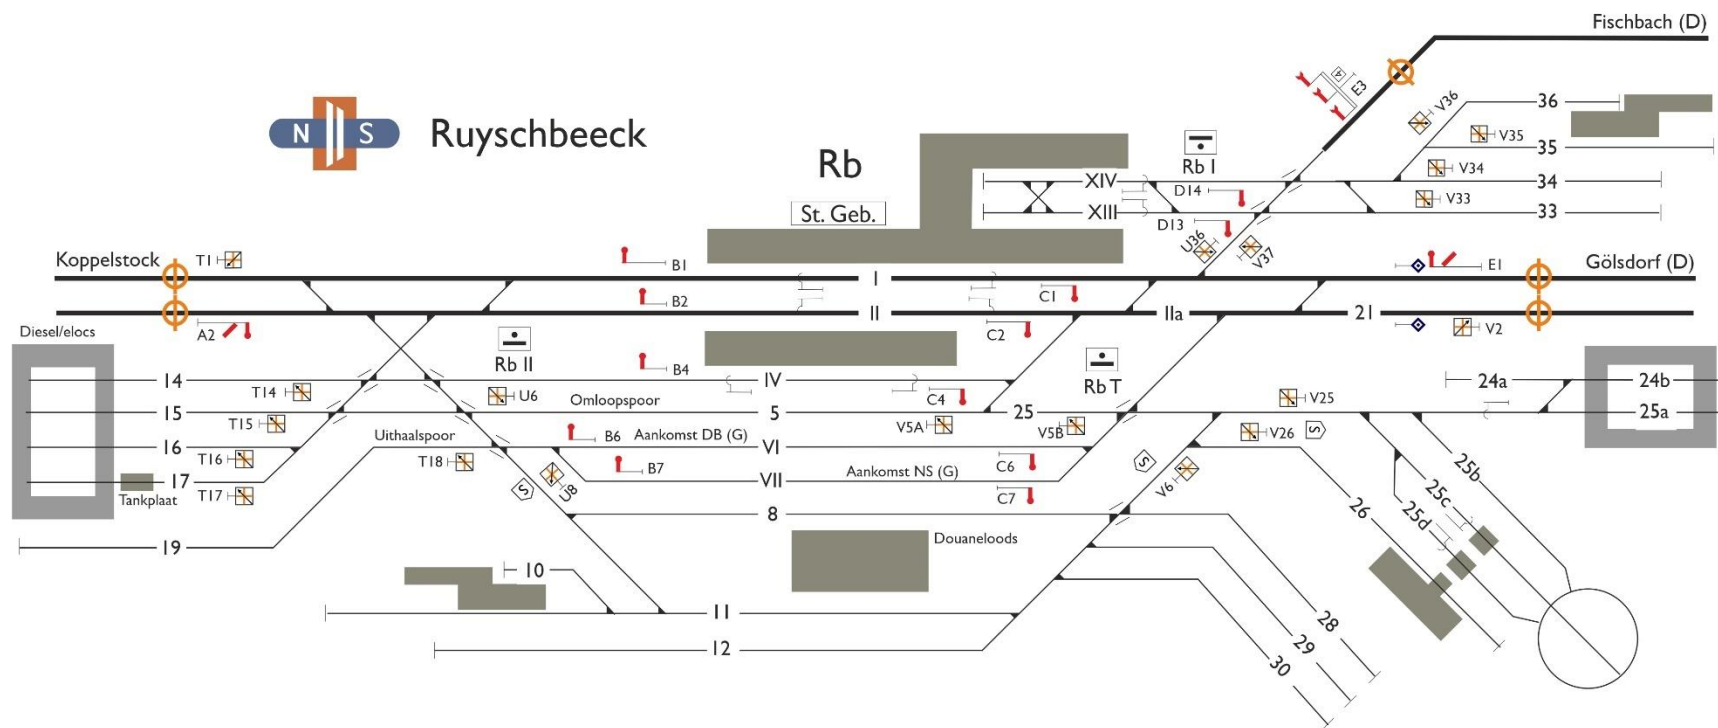 Fischbach (D)
N S
Ruyschbeeck
Rb
St. Geb.
Rb I
4
E3
V36
36
V35
35
V34
34
V33
33
XIV
XIII
D14
D13
U36
V37
Koppelstock
T1
B1
I
C1
E1
Gölsdorf (D)
B2
II
IIa
21
A2
C2
V2
Diesel/elocs
Rb II
Rb T
14
T14
U6
B4
IV
C4
24a
24b
15
T15
Omloopspoor
5
V5A
25
V5B
V25
25a
16
T16
Uithaalspoor
T18
B6
Aankomst DB (G)
VI
C6
V26
S
17
Tankplaat
T17
S
U8
B7
VII
Aankomst NS (G)
C7
S
V6
25b
25c
25d
26
8
19
Douaneloods
10
11
12
28
29
30